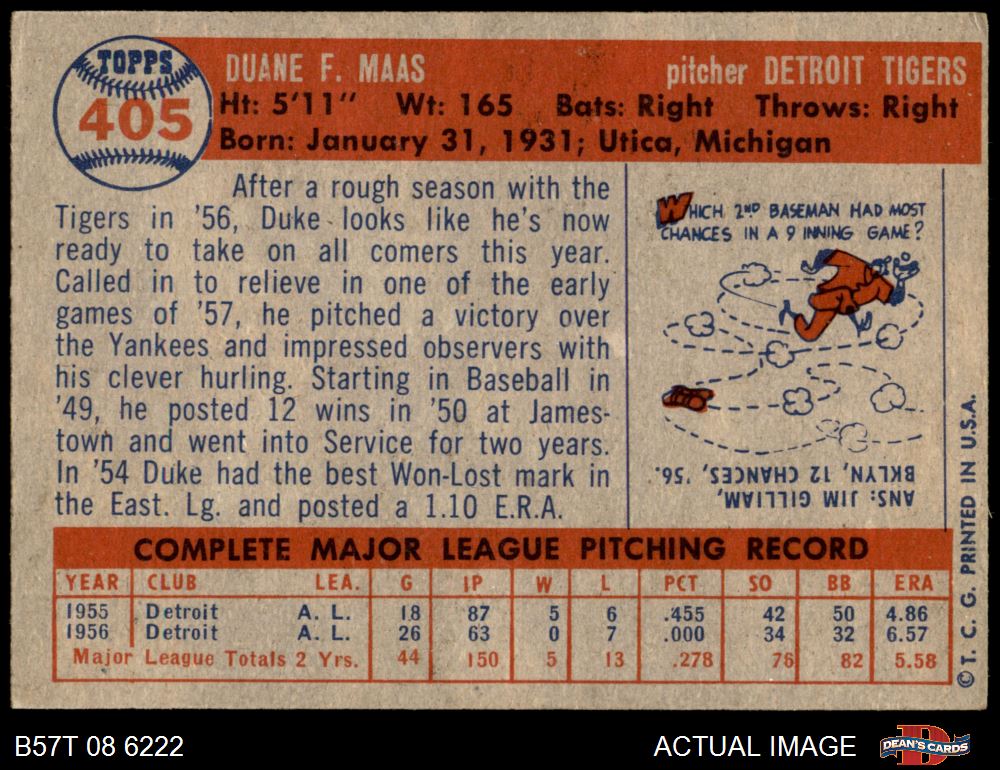 TOPPS
405
DUANE F. MAAS
pitcher DETROIT TIGERS
Ht: 5'11" Wt: 165 Bats: Right Throws: Right
Born: January 31, 1931; Utica, Michigan
After a rough season with the
Tigers in '56, Duke looks like he's now
ready to take on all comers this year.
Called in to relieve in one of the early
games of '57, he pitched a victory over
the Yankees and impressed observers with
his clever hurling. Starting in Baseball in
'49, he posted 12 wins in '50 at James-
town and went into Service for two years.
In '54 Duke had the best Won-Lost mark in
the East. Lg. and posted a 1.10 E.R.A.
WHICH 2ND BASEMAN HAD MOST
CHANCES IN A 9 INNING GAME?
ANS: JIM GILLIAM,
BKLYN, 12 CHANCES, '56.
COMPLETE MAJOR LEAGUE PITCHING RECORD
YEAR CLUB LEA. G IP W L PCT SO BB ERA
1955 Detroit A. L. 18 87 5 6 .455 42 50 4.86
1956 Detroit A. L. 26 63 0 7 .000 34 32 6.57
Major League Totals 2 Yrs. 44 150 5 13 .278 76 82 5.58
©T. C. G. PRINTED IN U.S.A.
B57T 08 6222
ACTUAL IMAGE
D
DEAN'S CARDS